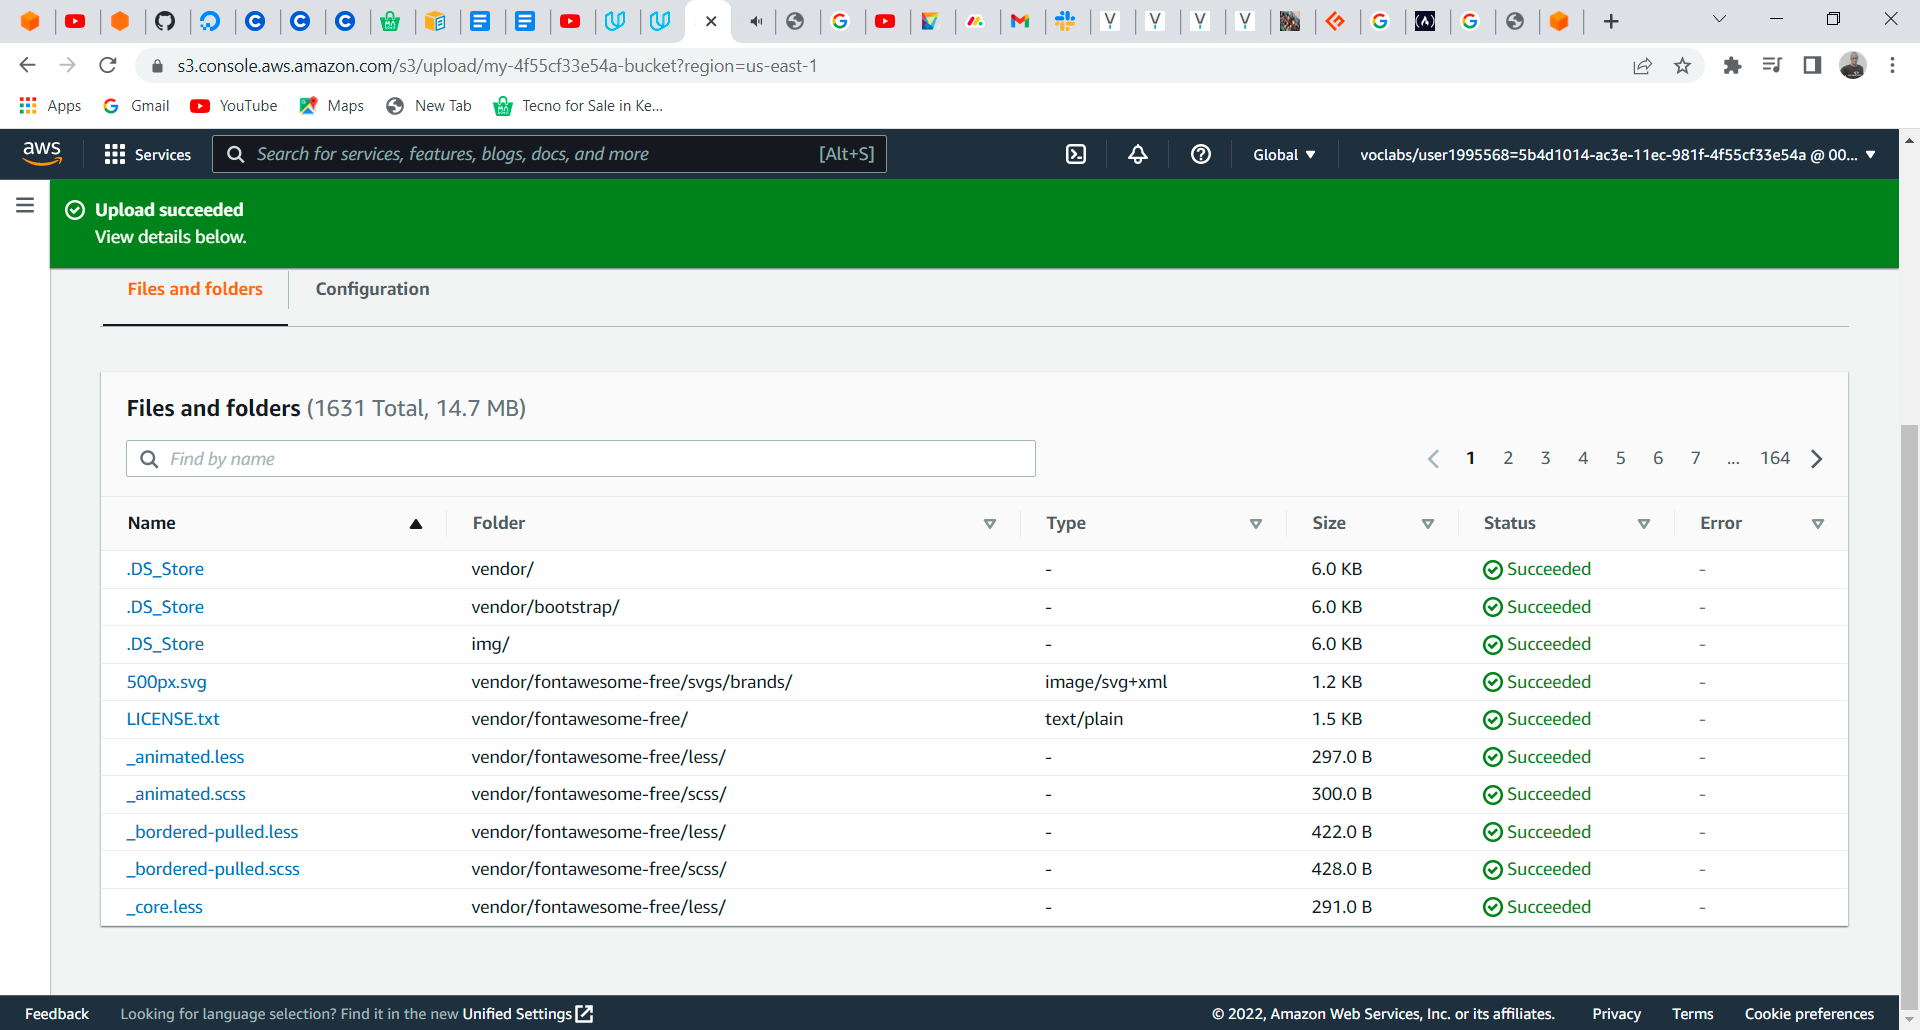 s3.console.aws.amazon.com/s3/upload/my-4f55cf33e54a-bucket?region=us-east-1
Apps Gmail YouTube Maps New Tab Tecno for Sale in Ke...
aws Services Search for services, features, blogs, docs, and more [Alt+S] Global voclabs/user1995568=5b4d1014-ac3e-11ec-981f-4f55cf33e54a @ 00...
Upload succeeded
View details below.
Files and folders Configuration
Files and folders (1631 Total, 14.7 MB)
Find by name 1 2 3 4 5 6 7 ... 164
Name Folder Type Size Status Error
.DS_Store vendor/ - 6.0 KB Succeeded -
.DS_Store vendor/bootstrap/ - 6.0 KB Succeeded -
.DS_Store img/ - 6.0 KB Succeeded -
500px.svg vendor/fontawesome-free/svgs/brands/ image/svg+xml 1.2 KB Succeeded -
LICENSE.txt vendor/fontawesome-free/ text/plain 1.5 KB Succeeded -
_animated.less vendor/fontawesome-free/less/ - 297.0 B Succeeded -
_animated.scss vendor/fontawesome-free/scss/ - 300.0 B Succeeded -
_bordered-pulled.less vendor/fontawesome-free/less/ - 422.0 B Succeeded -
_bordered-pulled.scss vendor/fontawesome-free/scss/ - 428.0 B Succeeded -
_core.less vendor/fontawesome-free/less/ - 291.0 B Succeeded -
Feedback Looking for language selection? Find it in the new Unified Settings © 2022, Amazon Web Services, Inc. or its affiliates. Privacy Terms Cookie preferences